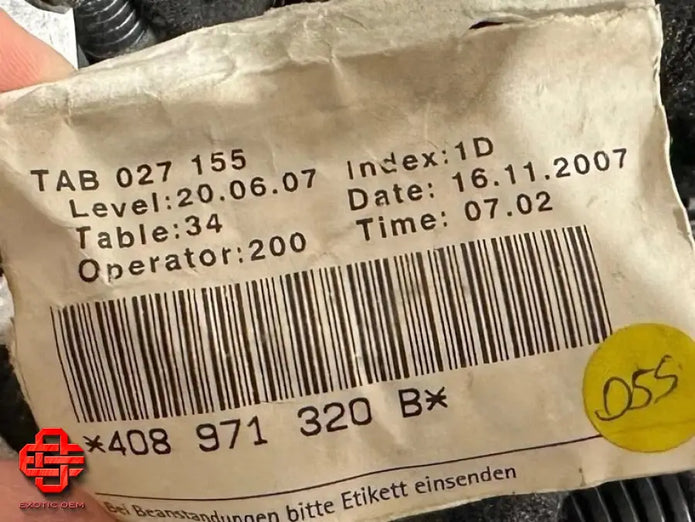 TAB 027 155 Index:1D
Level:20.06.07 Date: 16.11.2007
Table:34 Time: 07.02
Operator:200
*408 971 320 B*
D55
Bei Beanstandungen bitte Etikett einsenden
EXOTIC OEM